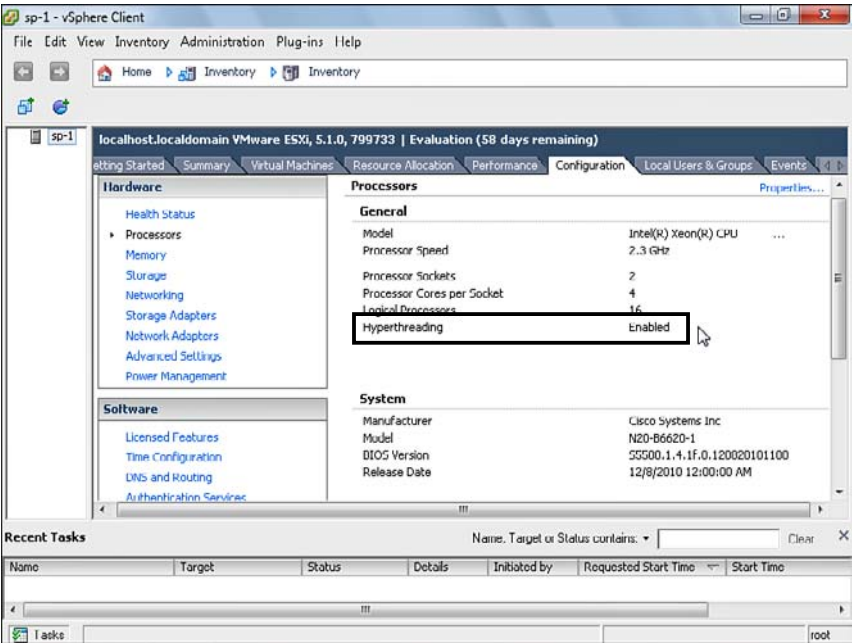 sp-1 - vSphere Client
File Edit View Inventory Administration Plug-ins Help
Home Inventory Inventory
sp-1
localhost.localdomain VMware ESXi, 5.1.0, 799733 | Evaluation (58 days remaining)
etting Started Summary Virtual Machines Resource Allocation Performance Configuration Local Users & Groups Events
Hardware
Health Status
Processors
Memory
Storage
Networking
Storage Adapters
Network Adapters
Advanced Settings
Power Management
Software
Licensed Features
Time Configuration
DNS and Routing
Authentication Services
Processors
Properties...
General
Model Intel(R) Xeon(R) CPU ...
Processor Speed 2.3 GHz
Processor Sockets 2
Processor Cores per Socket 4
Logical Processors 16
Hyperthreading Enabled
System
Manufacturer Cisco Systems Inc
Model N20-B6620-1
BIOS Version S5500.1.4.1f.0.120020101100
Release Date 12/8/2010 12:00:00 AM
Recent Tasks
Name, Target or Status contains: Clear
Name Target Status Details Initiated by Requested Start Time Start Time
Tasks root